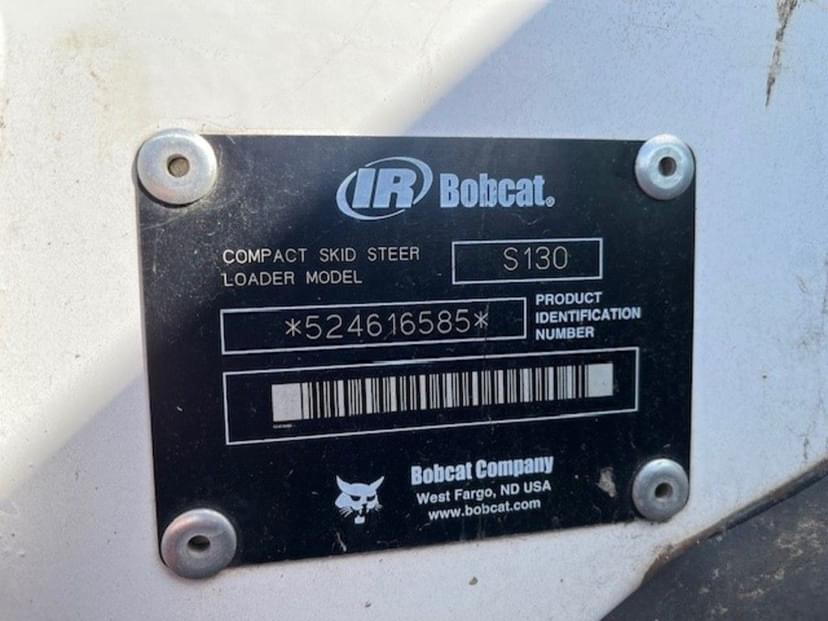 IR Bobcat®
COMPACT SKID STEER
LOADER MODEL
S130
*524616585*
PRODUCT
IDENTIFICATION
NUMBER
Bobcat Company
West Fargo, ND USA
www.bobcat.com